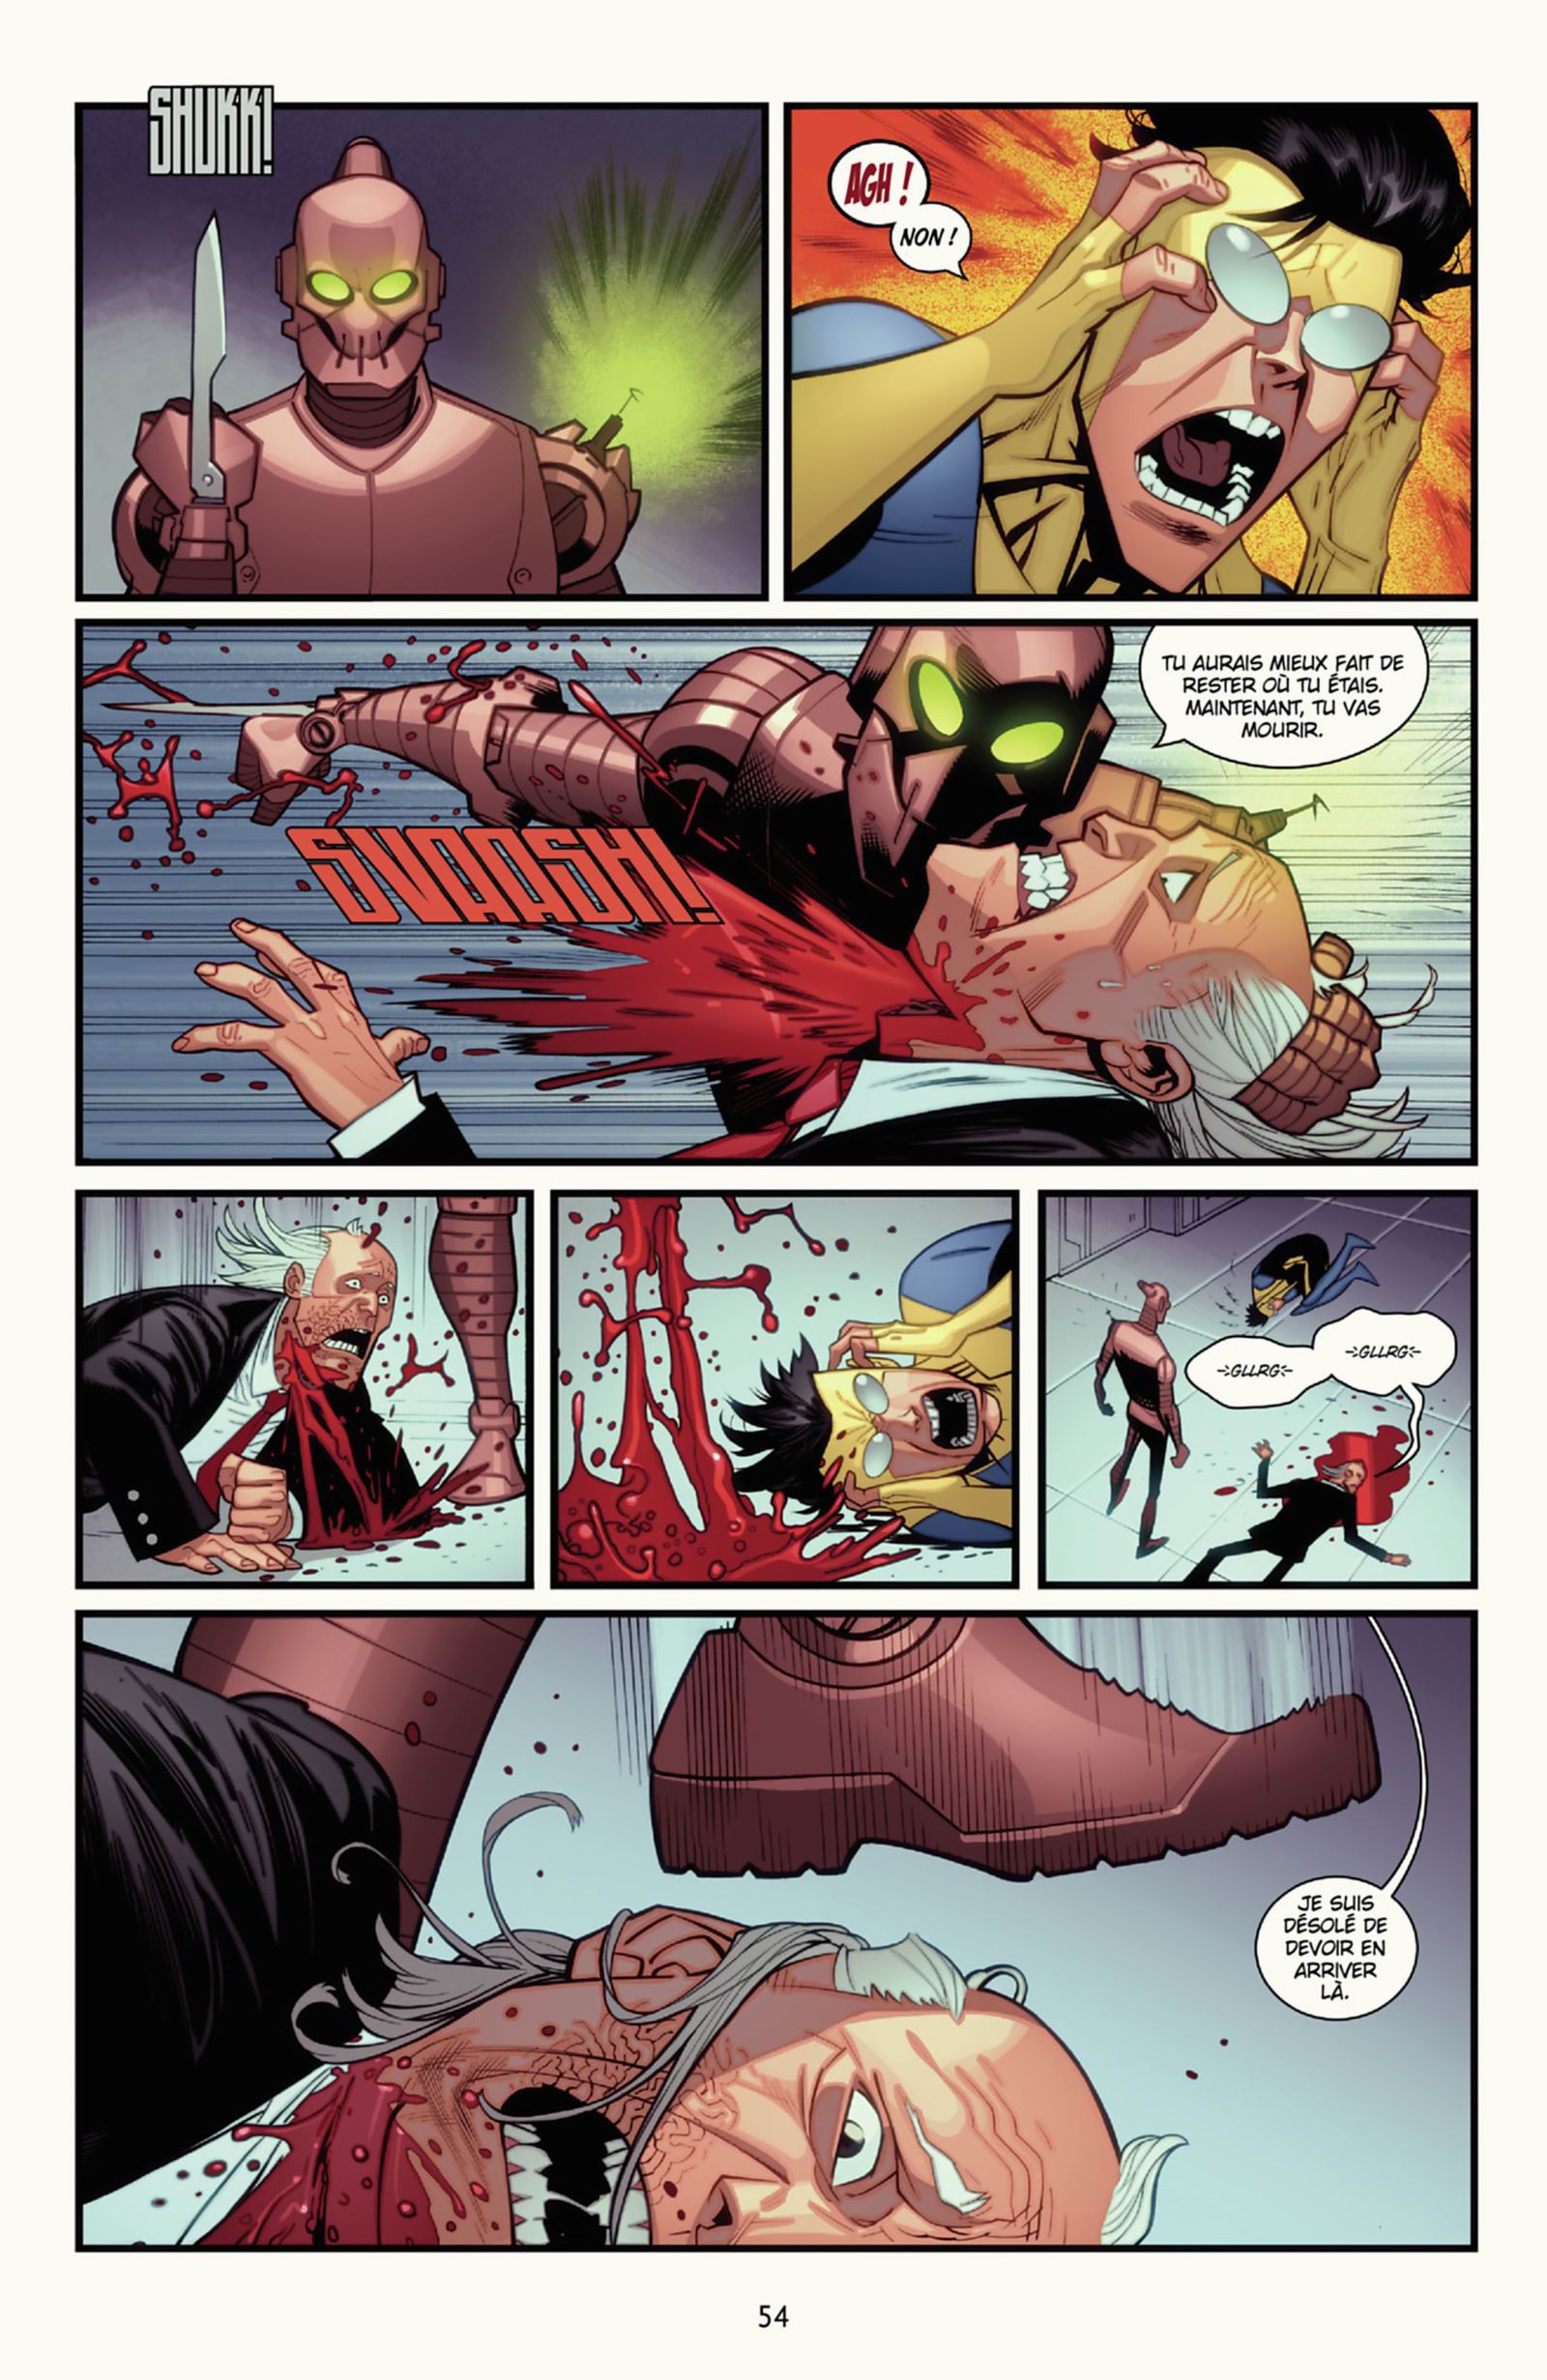 SHUKK!
AGH !
NON !
TU AURAIS MIEUX FAIT DE
RESTER OÙ TU ÉTAIS.
MAINTENANT, TU VAS
MOURIR.
SVAASH!
GLLRG
GLLRG
JE SUIS
DÉSOLÉ DE
DEVOIR EN
ARRIVER
LÀ.
54